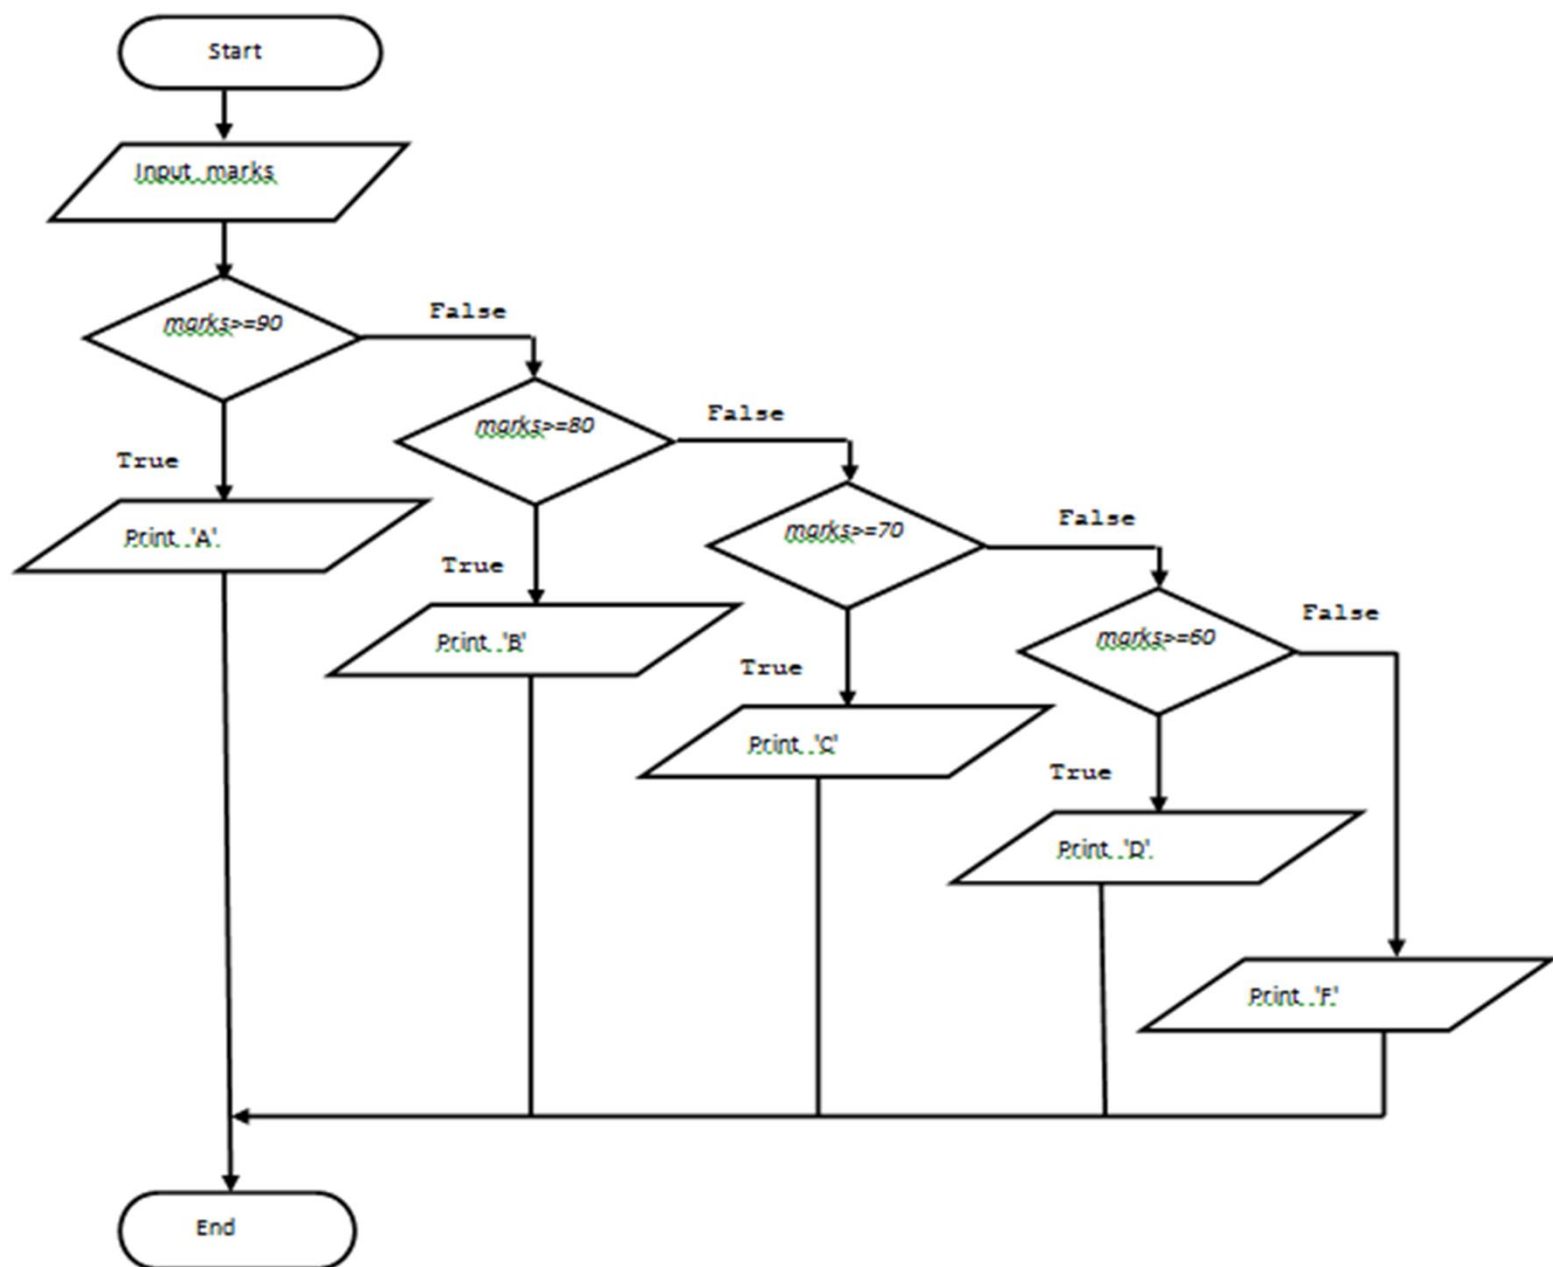 Start
Input marks
marks>=90
False
marks>=80
False
marks>=70
False
marks>=60
False
True
Print 'A'
True
Print 'B'
True
Print 'C'
True
Print 'D'
Print 'F'
End